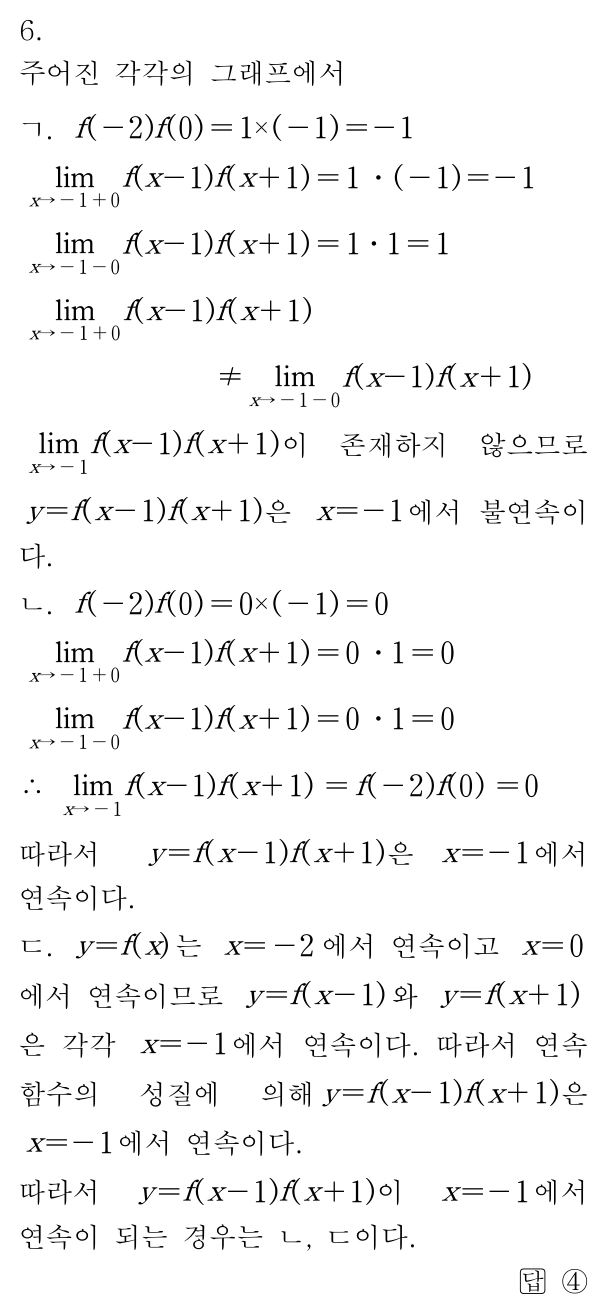 6.
주어진 각각의 그래프에서
ㄱ. f(−2)f(0)=1×(−1)=−1
lim f(x−1)f(x+1)=1 ·(−1)=−1
x→−1+0
lim f(x−1)f(x+1)=1·1=1
x→−1−0
lim f(x−1)f(x+1)
x→−1+0
≠ lim f(x−1)f(x+1)
x→−1−0
lim f(x−1)f(x+1)이 존재하지 않으므로
x→−1
y=f(x−1)f(x+1)은 x=−1에서 불연속이
다.
ㄴ. f(−2)f(0)=0×(−1)=0
lim f(x−1)f(x+1)=0 ·1=0
x→−1+0
lim f(x−1)f(x+1)=0 ·1=0
x→−1−0
∴ lim f(x−1)f(x+1) =f(−2)f(0) =0
x→−1
따라서 y=f(x−1)f(x+1)은 x=−1에서
연속이다.
ㄷ. y=f(x)는 x=−2에서 연속이고 x=0
에서 연속이므로 y=f(x−1)와 y=f(x+1)
은 각각 x=−1에서 연속이다. 따라서 연속
함수의 성질에 의해 y=f(x−1)f(x+1)은
x=−1에서 연속이다.
따라서 y=f(x−1)f(x+1)이 x=−1에서
연속이 되는 경우는 ㄴ, ㄷ이다.
답 ④